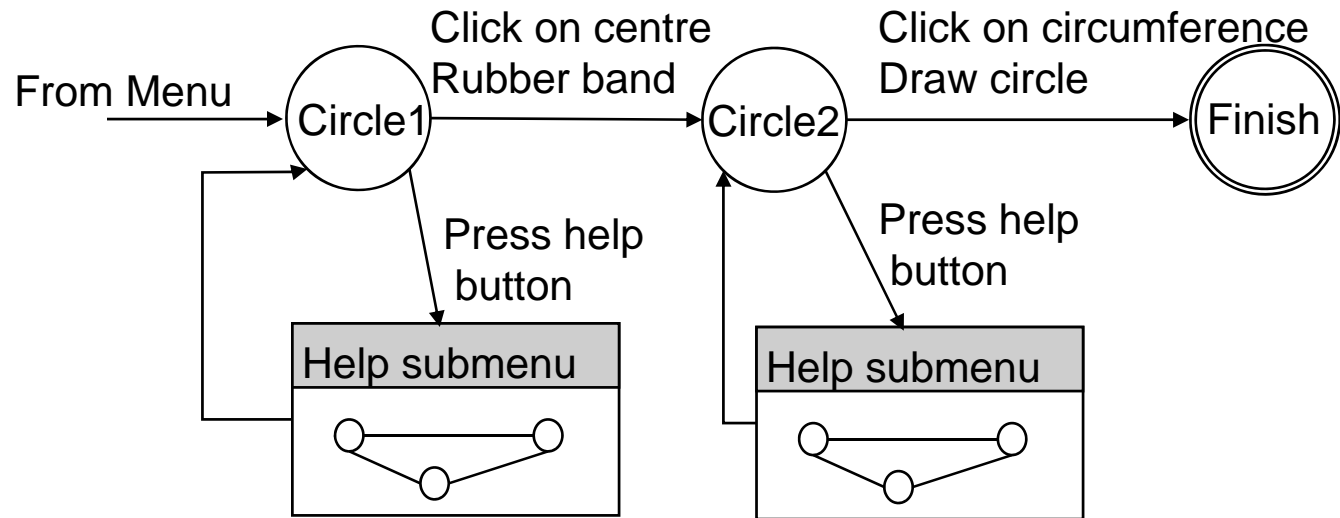 Click on centre
Rubber band
Click on circumference
Draw circle
From Menu
Circle1
Circle2
Finish
Press help
button
Press help
button
Help submenu
Help submenu